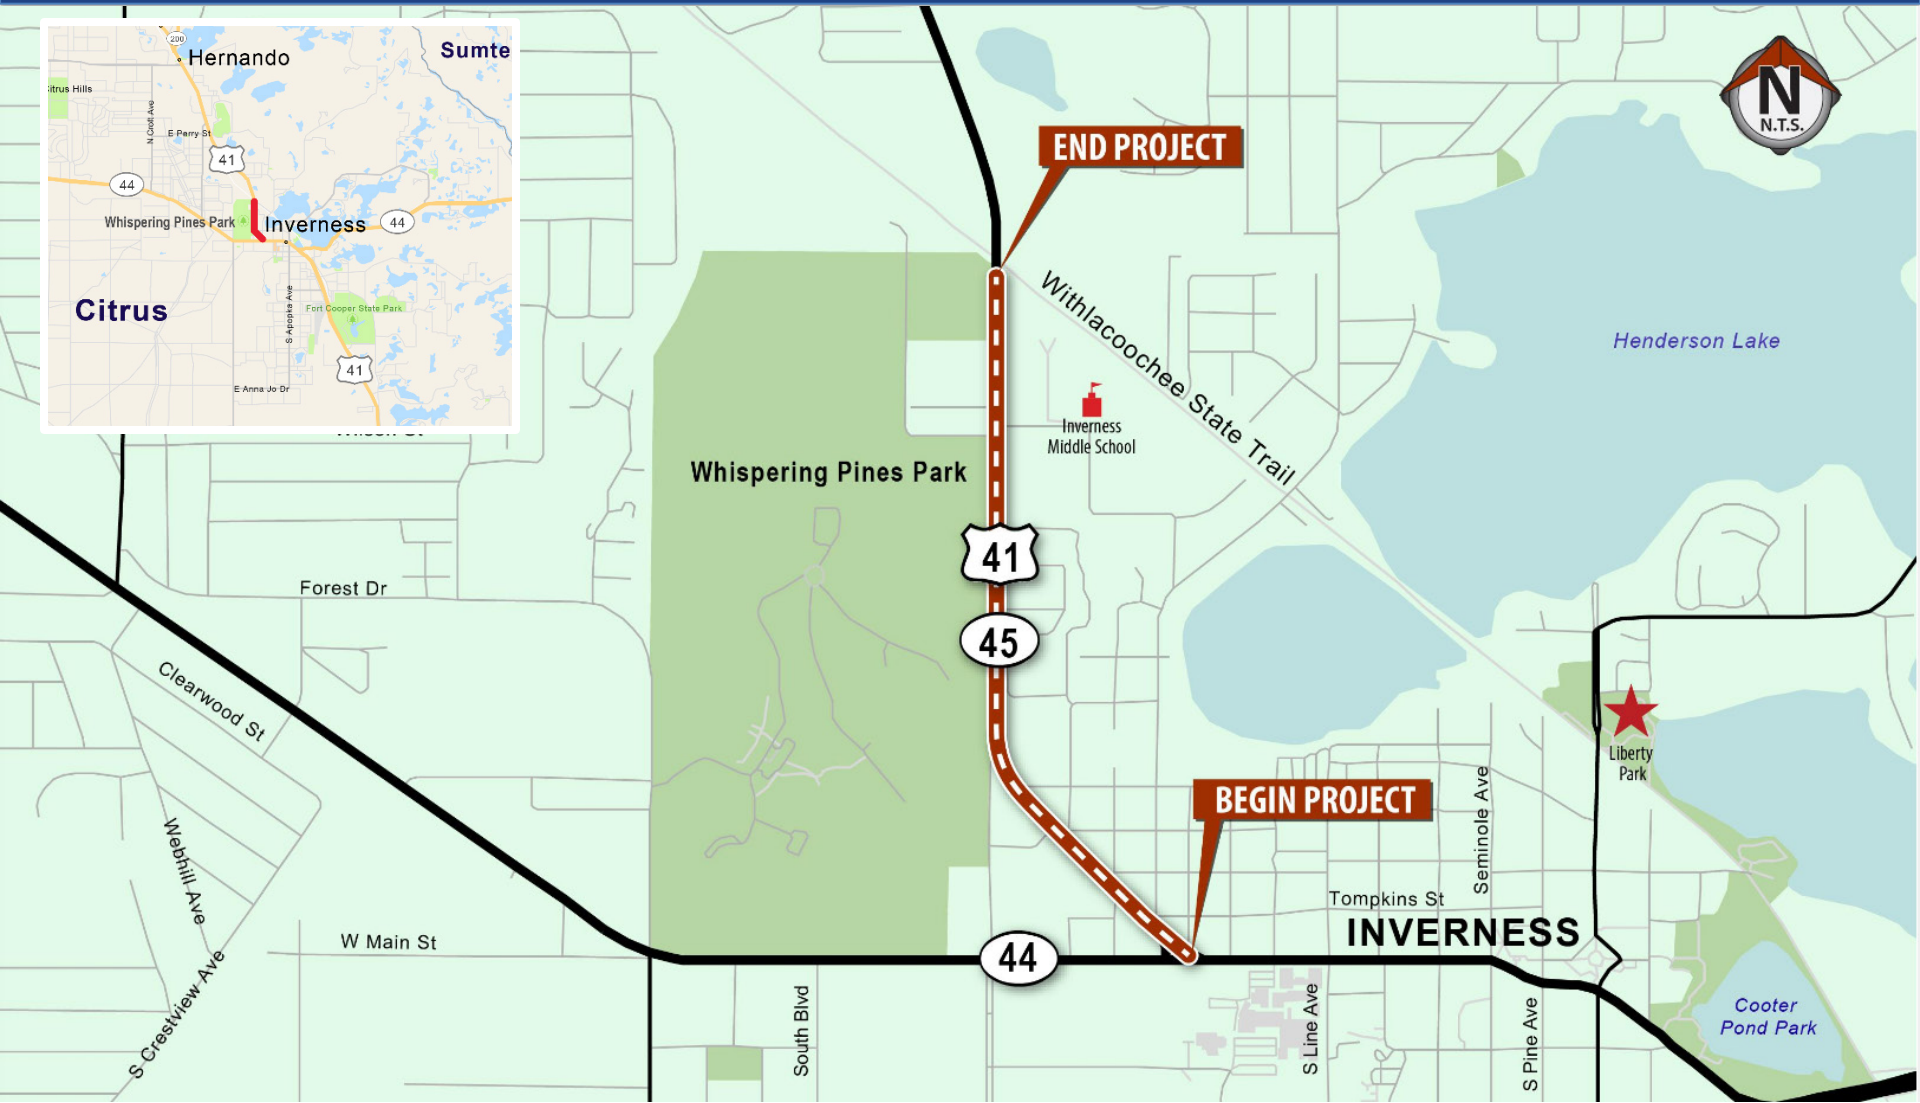 200
Hernando
Sumte
itrus Hills
N Croft Ave
E Perry St
41
44
Whispering Pines Park
Inverness
44
Citrus
S Apopka Ave
Fort Cooper State Park
41
E Anna Jo Dr
N
N.T.S.
END PROJECT
Withlacoochee State Trail
Henderson Lake
Inverness
Middle School
Whispering Pines Park
41
45
Forest Dr
Clearwood St
Liberty
Park
BEGIN PROJECT
Seminole Ave
Webhill Ave
Tompkins St
INVERNESS
W Main St
44
S Crestview Ave
South Blvd
S Line Ave
S Pine Ave
Cooter
Pond Park